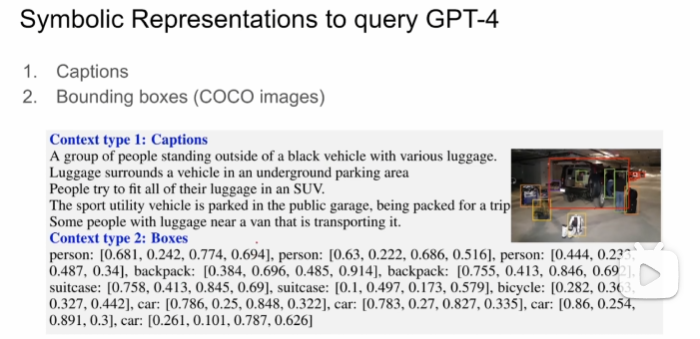 Symbolic Representations to query GPT-4
1. Captions
2. Bounding boxes (COCO images)
Context type 1: Captions
A group of people standing outside of a black vehicle with various luggage.
Luggage surrounds a vehicle in an underground parking area
People try to fit all of their luggage in an SUV.
The sport utility vehicle is parked in the public garage, being packed for a trip
Some people with luggage near a van that is transporting it.
Context type 2: Boxes
person: [0.681, 0.242, 0.774, 0.694], person: [0.63, 0.222, 0.686, 0.516], person: [0.444, 0.233,
0.487, 0.34], backpack: [0.384, 0.696, 0.485, 0.914], backpack: [0.755, 0.413, 0.846, 0.692],
suitcase: [0.758, 0.413, 0.845, 0.69], suitcase: [0.1, 0.497, 0.173, 0.579], bicycle: [0.282, 0.363,
0.327, 0.442], car: [0.786, 0.25, 0.848, 0.322], car: [0.783, 0.27, 0.827, 0.335], car: [0.86, 0.254,
0.891, 0.3], car: [0.261, 0.101, 0.787, 0.626]